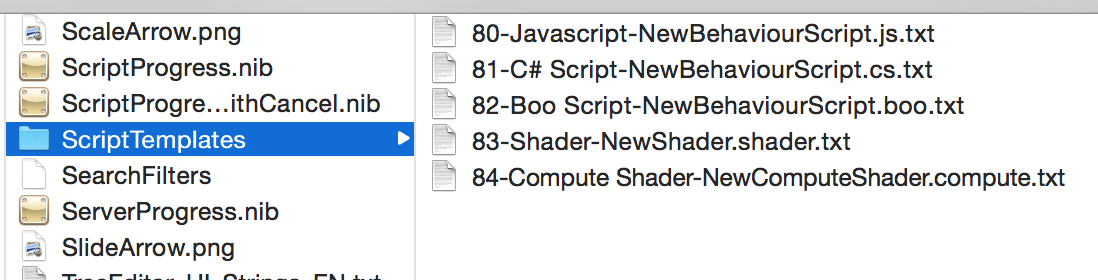 ScaleArrow.png
ScriptProgress.nib
ScriptProgre...ithCancel.nib
ScriptTemplates
SearchFilters
ServerProgress.nib
SlideArrow.png
80-Javascript-NewBehaviourScript.js.txt
81-C# Script-NewBehaviourScript.cs.txt
82-Boo Script-NewBehaviourScript.boo.txt
83-Shader-NewShader.shader.txt
84-Compute Shader-NewComputeShader.compute.txt